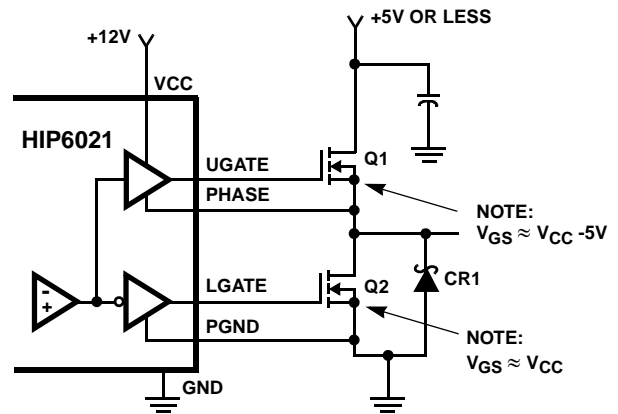 +5V OR LESS
+12V
VCC
HIP6021
UGATE
Q1
PHASE
NOTE:
VGS ≈ VCC -5V
- +
LGATE
Q2
CR1
PGND
NOTE:
VGS ≈ VCC
GND